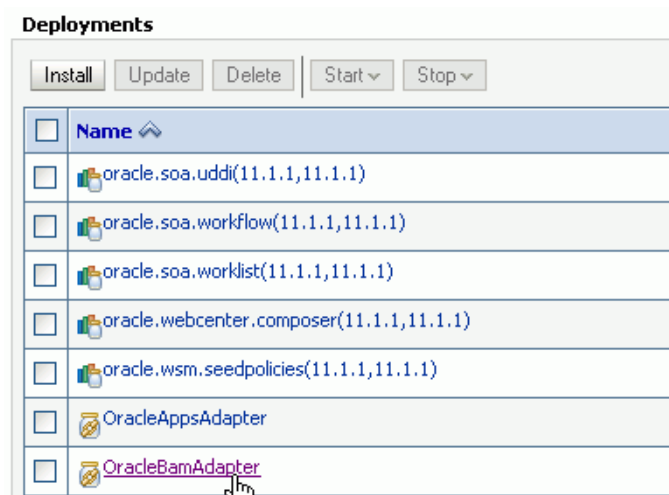 Deployments
Install Update Delete Start Stop
Name
oracle.soa.uddi(11.1.1,11.1.1)
oracle.soa.workflow(11.1.1,11.1.1)
oracle.soa.worklist(11.1.1,11.1.1)
oracle.webcenter.composer(11.1.1,11.1.1)
oracle.wsm.seedpolicies(11.1.1,11.1.1)
OracleAppsAdapter
OracleBamAdapter